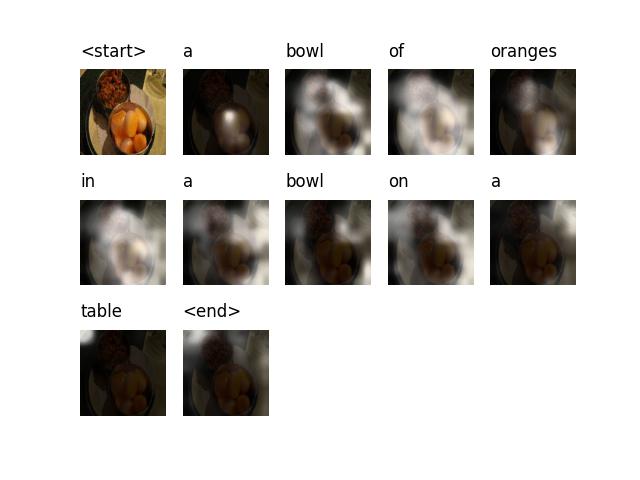 <start> a bowl of oranges
in a bowl on a
table <end>